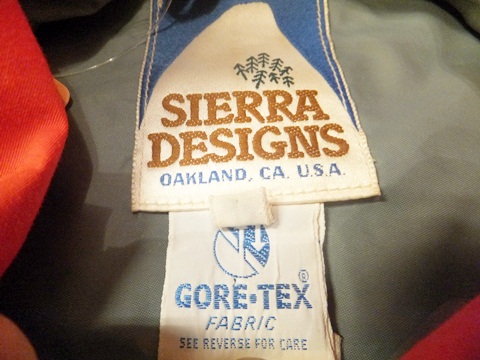 SIERRA
DESIGNS
OAKLAND, CA. U.S.A.
GORE-TEX®
FABRIC
SEE REVERSE FOR CARE